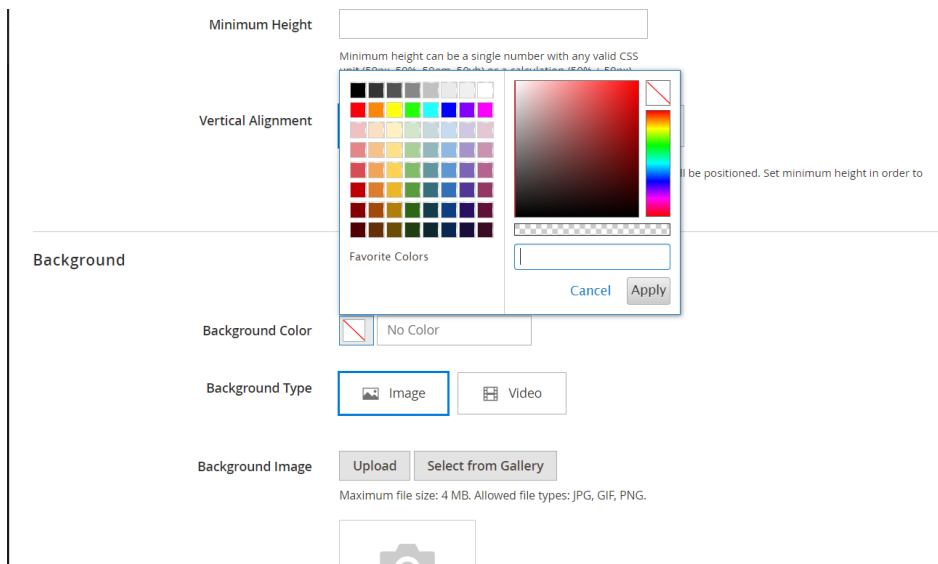 Minimum Height
Minimum height can be a single number with any valid CSS
Vertical Alignment
ll be positioned. Set minimum height in order to
Background
Favorite Colors
Cancel
Apply
Background Color
No Color
Background Type
Image
Video
Background Image
Upload
Select from Gallery
Maximum file size: 4 MB. Allowed file types: JPG, GIF, PNG.